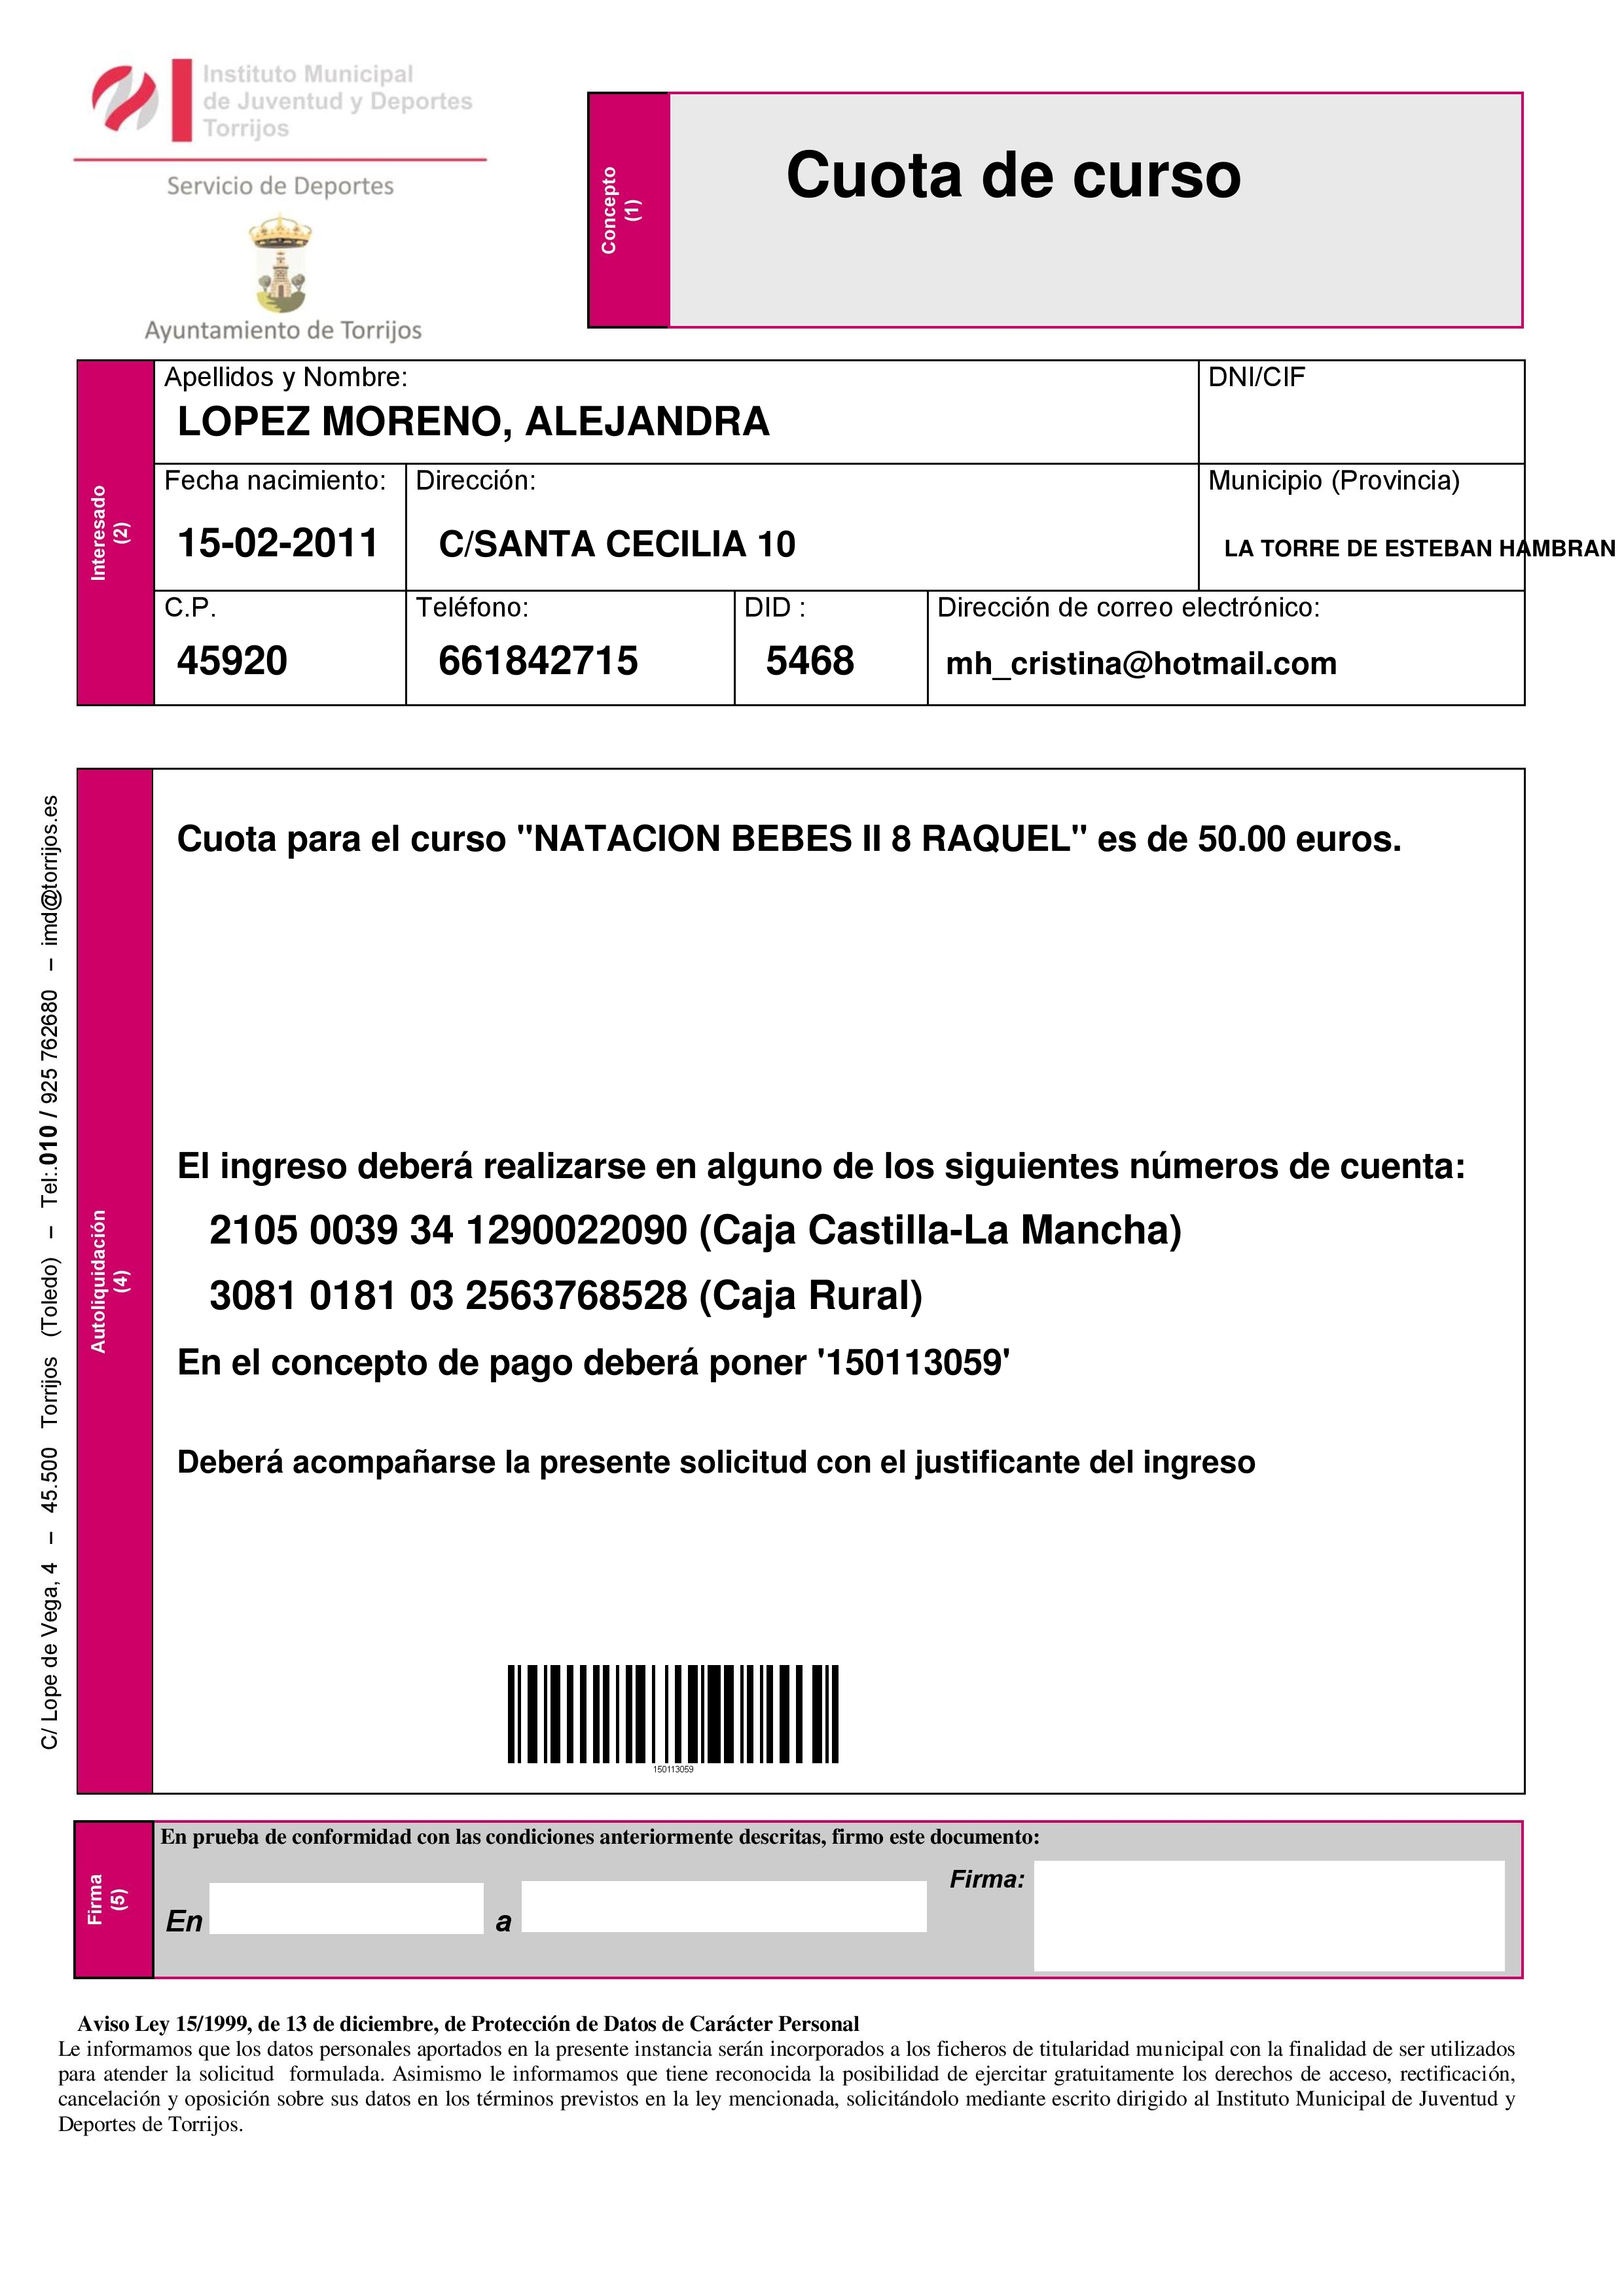 Instituto Municipal
de Juventud y Deportes
Torrijos
Servicio de Deportes
Ayuntamiento de Torrijos
Concepto
(1)
Cuota de curso
Interesado
(2)
Apellidos y Nombre:
LOPEZ MORENO, ALEJANDRA
DNI/CIF
Fecha nacimiento:
15-02-2011
Dirección:
C/SANTA CECILIA 10
Municipio (Provincia)
LA TORRE DE ESTEBAN HAMBRAN
C.P.
45920
Teléfono:
661842715
DID :
5468
Dirección de correo electrónico:
mh_cristina@hotmail.com
C/ Lope de Vega, 4 – 45.500 Torrijos (Toledo) – Tel:.010 / 925 762680 – imd@torrijos.es
Autoliquidación
(4)
Cuota para el curso "NATACION BEBES II 8 RAQUEL" es de 50.00 euros.
El ingreso deberá realizarse en alguno de los siguientes números de cuenta:
2105 0039 34 1290022090 (Caja Castilla-La Mancha)
3081 0181 03 2563768528 (Caja Rural)
En el concepto de pago deberá poner '150113059'
Deberá acompañarse la presente solicitud con el justificante del ingreso
150113059
Firma
(5)
En prueba de conformidad con las condiciones anteriormente descritas, firmo este documento:
En
a
Firma:
Aviso Ley 15/1999, de 13 de diciembre, de Protección de Datos de Carácter Personal
Le informamos que los datos personales aportados en la presente instancia serán incorporados a los ficheros de titularidad municipal con la finalidad de ser utilizados
para atender la solicitud formulada. Asimismo le informamos que tiene reconocida la posibilidad de ejercitar gratuitamente los derechos de acceso, rectificación,
cancelación y oposición sobre sus datos en los términos previstos en la ley mencionada, solicitándolo mediante escrito dirigido al Instituto Municipal de Juventud y
Deportes de Torrijos.